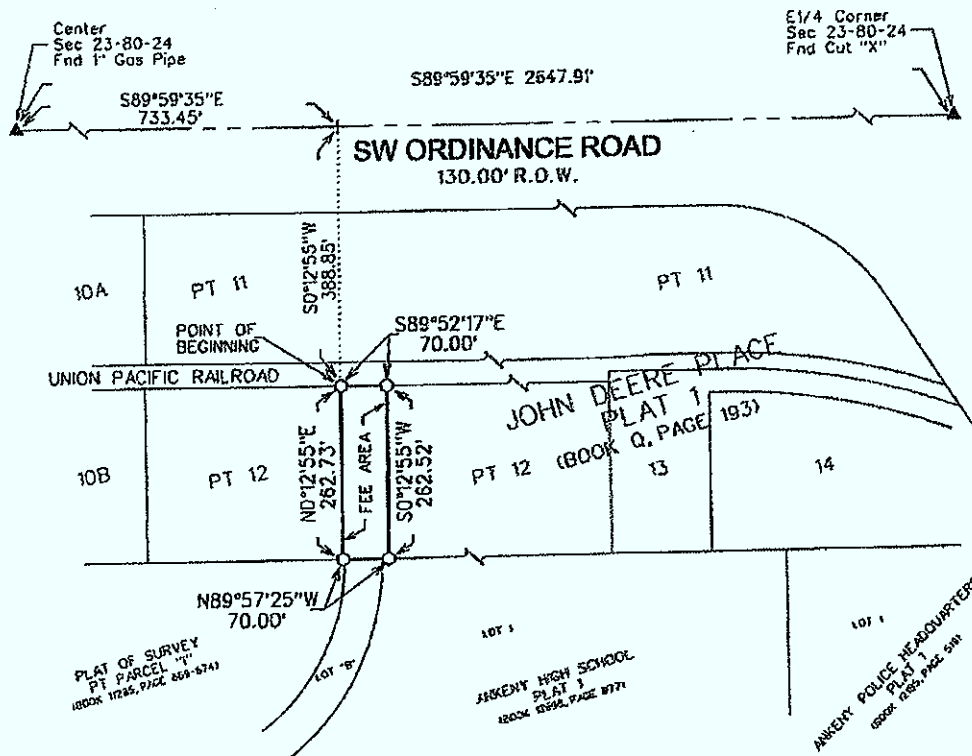 Center
Sec 23-80-24
Fnd 1" Gas Pipe
E1/4 Corner
Sec 23-80-24
Fnd Cut "X"
S89°59'35"E 2647.91'
S89°59'35"E
733.45'
SW ORDINANCE ROAD
130.00' R.O.W.
S0°12'55"W
388.85'
10A
PT 11
PT 11
POINT OF
BEGINNING
S89°52'17"E
70.00'
UNION PACIFIC RAILROAD
JOHN DEERE PLACE
PLAT 1
(BOOK Q, PAGE 193)
10B
PT 12
N0°12'55"E
262.73'
FEE AREA
S0°12'55"W
262.52'
PT 12
13
14
N89°57'25"W
70.00'
PLAT OF SURVEY
PT PARCEL "T"
LOT "B"
LOT 1
ANKENY HIGH SCHOOL
PLAT 1
LOT 1
ANKENY POLICE HEADQUARTERS
PLAT 1